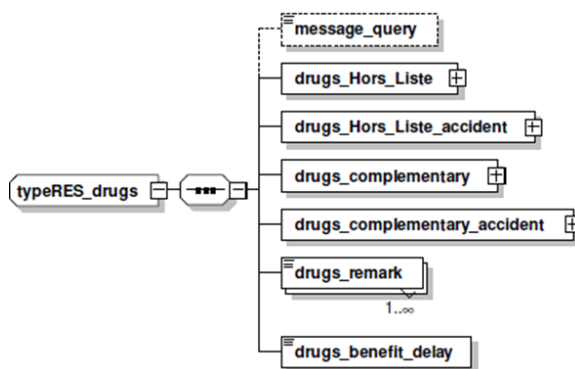 message_query
drugs_Hors_Liste
drugs_Hors_Liste_accident
typeRES_drugs
drugs_complementary
drugs_complementary_accident
drugs_remark
1..∞
drugs_benefit_delay